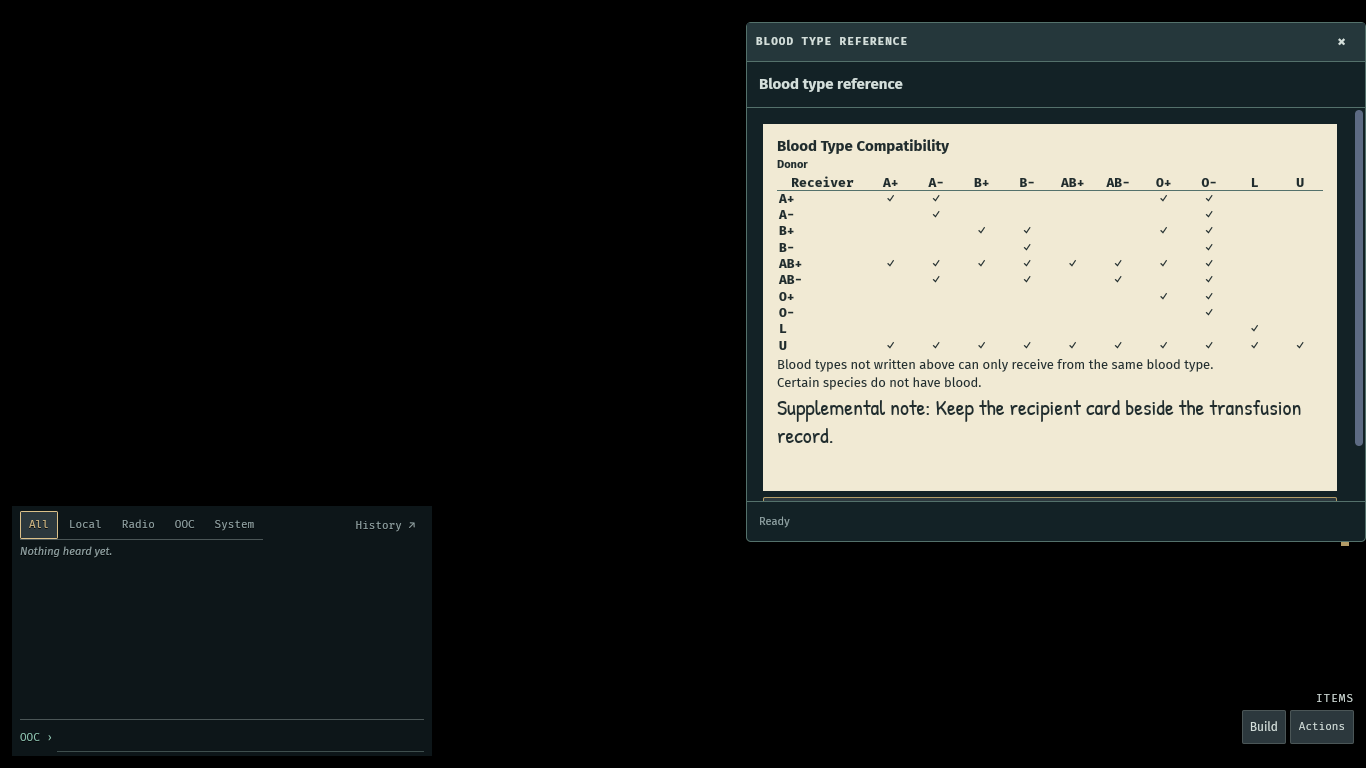 BLOOD TYPE REFERENCE ✖
Blood type reference
Blood Type Compatibility
Donor
Receiver A+ A- B+ B- AB+ AB- O+ O- L U
A+ ✓ ✓ ✓ ✓
A- ✓ ✓
B+ ✓ ✓ ✓ ✓
B- ✓ ✓
AB+ ✓ ✓ ✓ ✓ ✓ ✓ ✓ ✓
AB- ✓ ✓ ✓ ✓
O+ ✓ ✓
O- ✓
L ✓
U ✓ ✓ ✓ ✓ ✓ ✓ ✓ ✓ ✓ ✓
Blood types not written above can only receive from the same blood type.
Certain species do not have blood.
Supplemental note: Keep the recipient card beside the transfusion
record.
Ready
All Local Radio OOC System History ↗
Nothing heard yet.
OOC ›
ITEMS
Build Actions